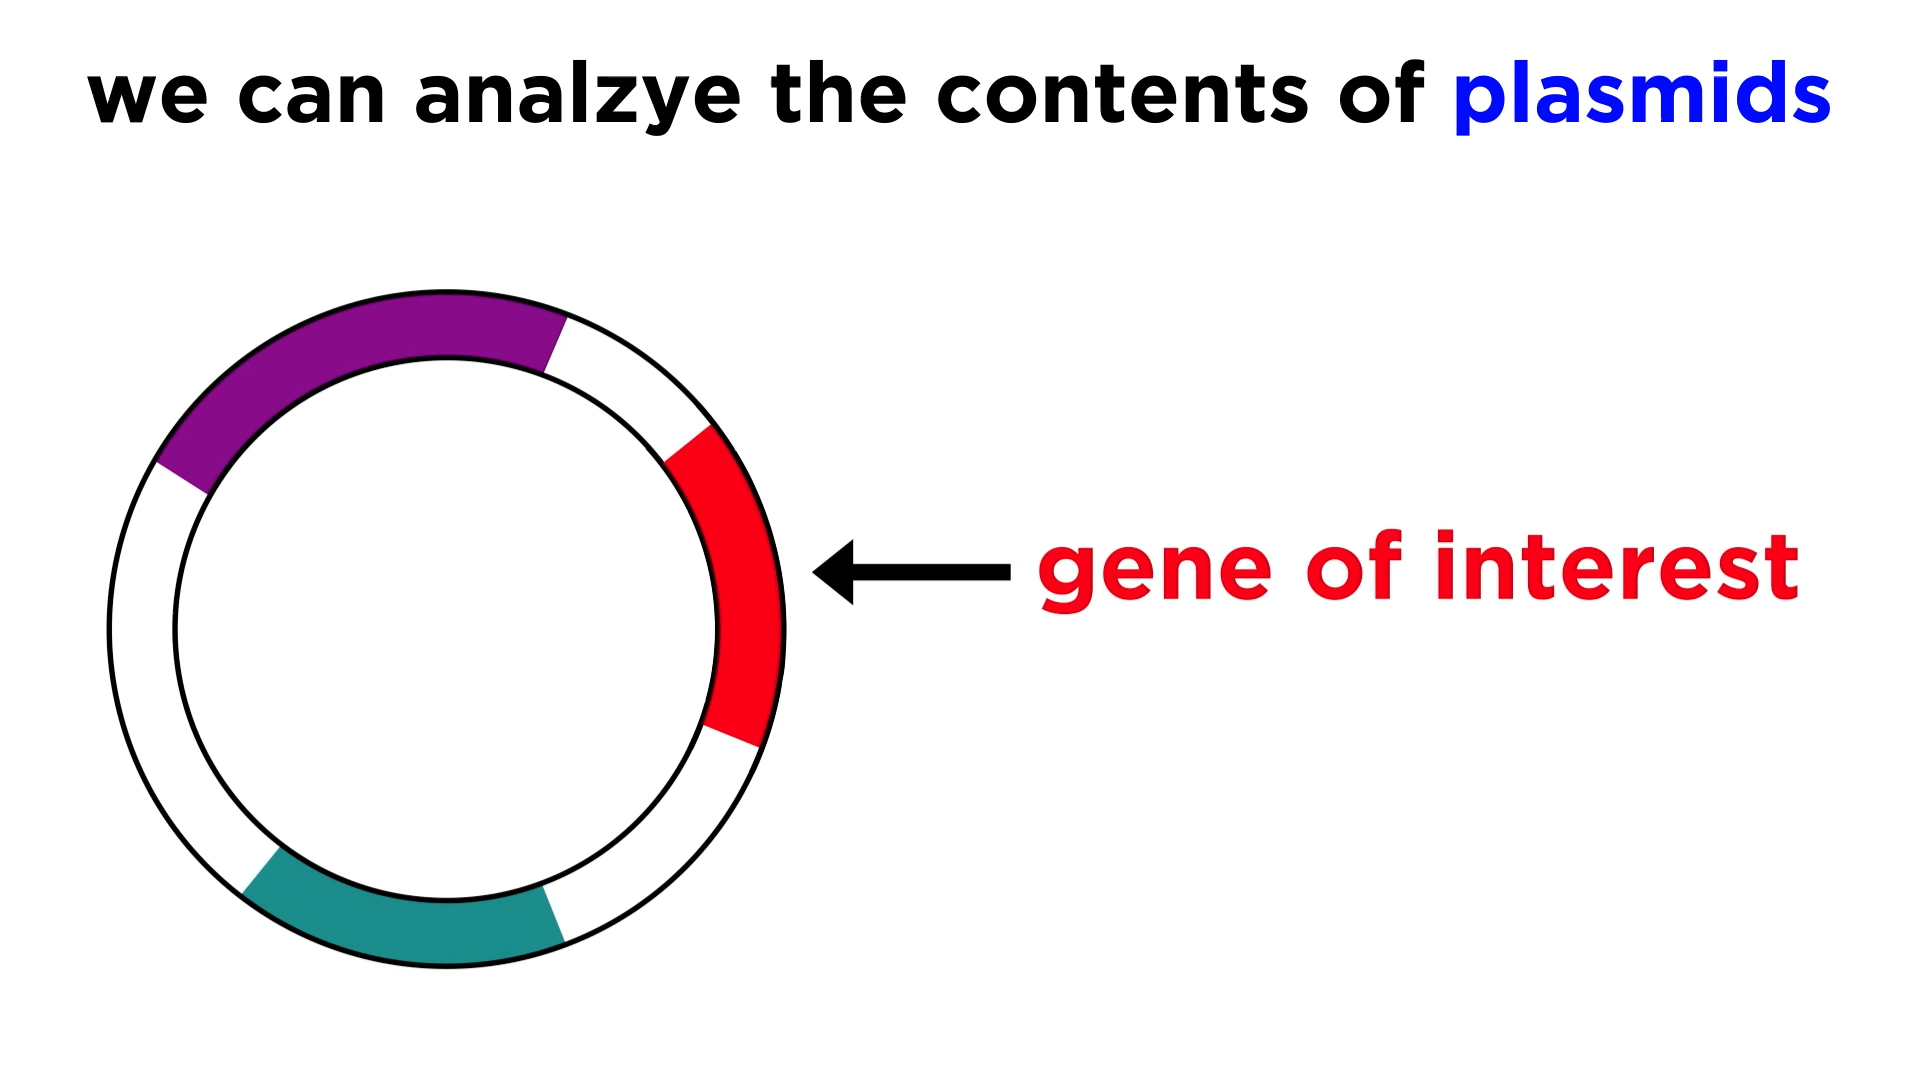 we can analzye the contents of plasmids
gene of interest